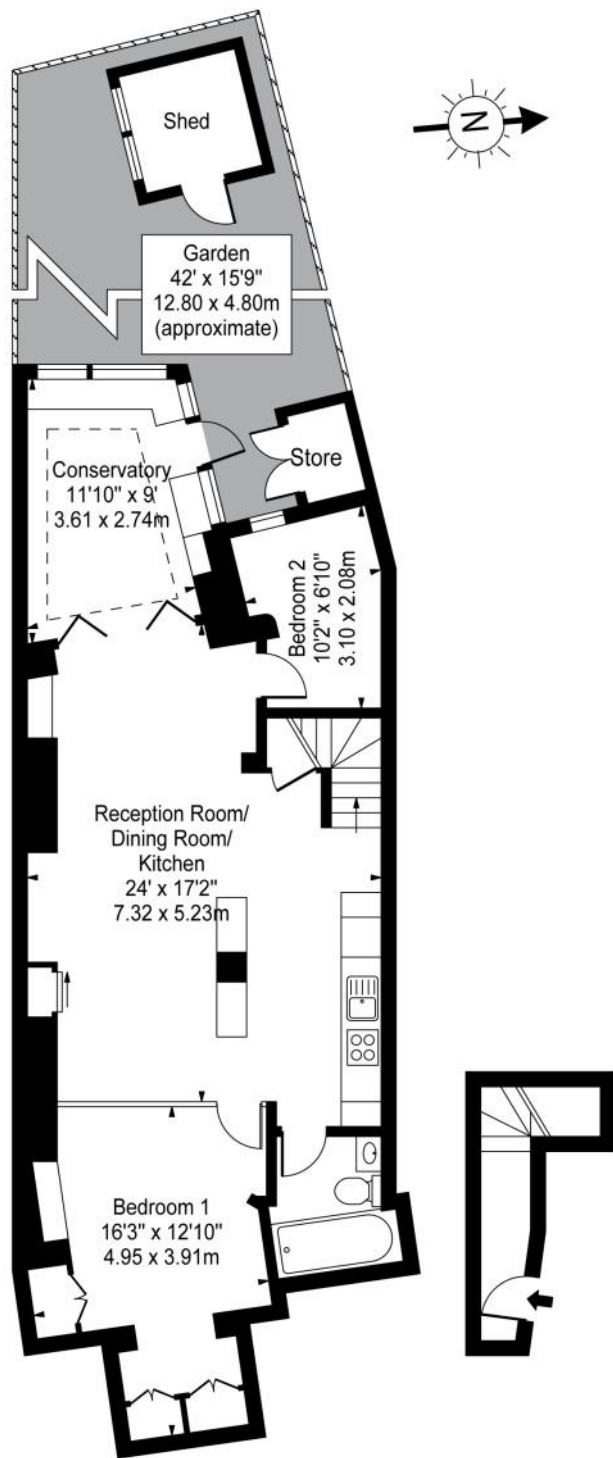 Shed
N
Garden
42' x 15'9"
12.80 x 4.80m
(approximate)
Conservatory
11'10" x 9'
3.61 x 2.74m
Store
Bedroom 2
10'2" x 6'10"
3.10 x 2.08m
Reception Room/
Dining Room/
Kitchen
24' x 17'2"
7.32 x 5.23m
Bedroom 1
16'3" x 12'10"
4.95 x 3.91m